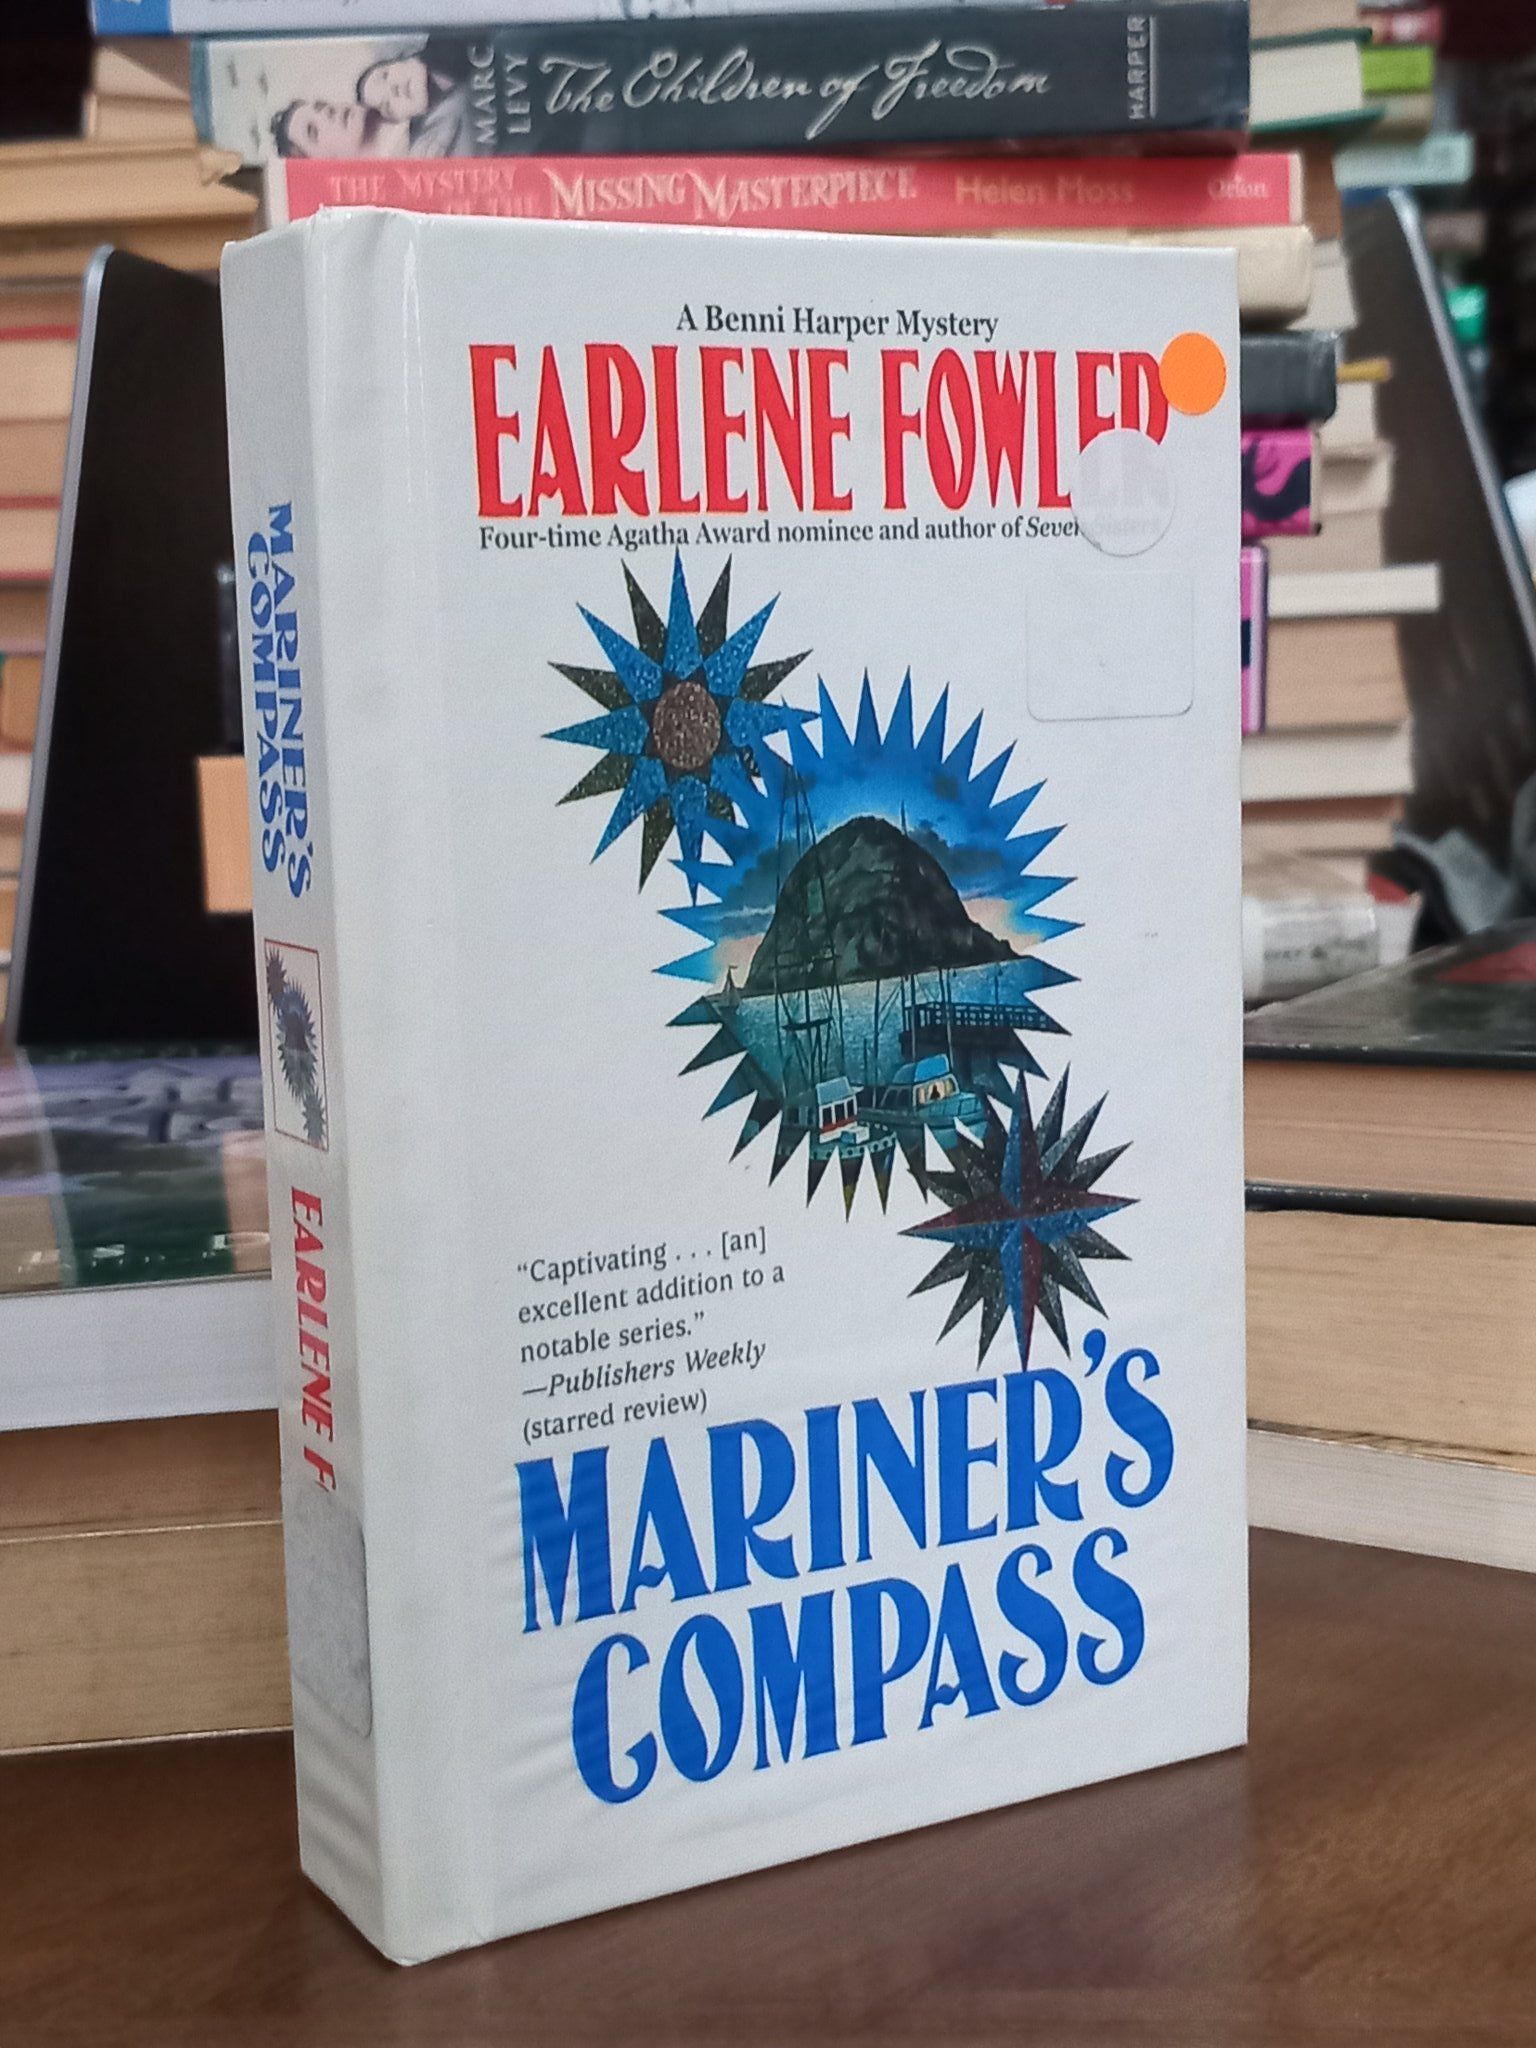 MARC
LEVY
The Children of Freedom
HARPER
THE MYSTERY
OF THE
MISSING MASTERPIECE
Helen Moss
Orion
A Benni Harper Mystery
EARLENE FOWLER
Four-time Agatha Award nominee and author of Seven Sisters
"Captivating . . . [an]
excellent addition to a
notable series."
—Publishers Weekly
(starred review)
MARINER'S
COMPASS
MARINER'S
COMPASS
EARLENE F